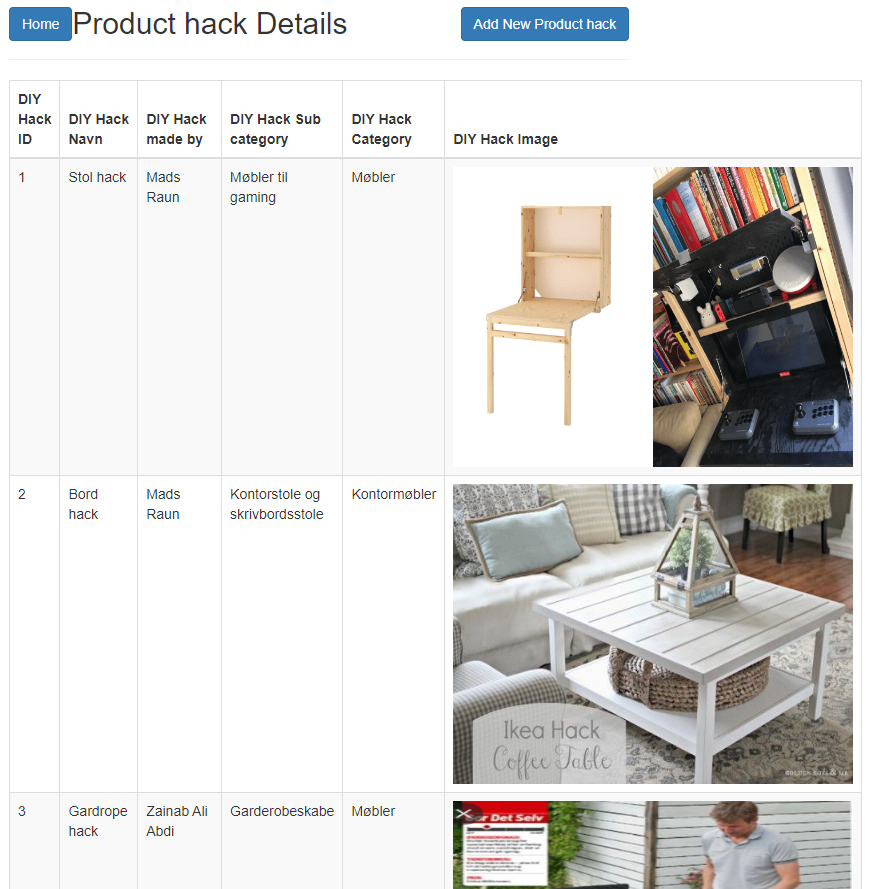 Home
Product hack Details
Add New Product hack
DIY
Hack
ID
DIY Hack
Navn
DIY Hack
made by
DIY Hack Sub
category
DIY Hack
Category
DIY Hack Image
1
Stol hack
Mads
Raun
Møbler til
gaming
Møbler
2
Bord
hack
Mads
Raun
Kontorstole og
skrivbordsstole
Kontormøbler
Ikea Hack
Coffee Table
3
Gardrope
hack
Zainab Ali
Abdi
Garderobeskabe
Møbler
Det Selv